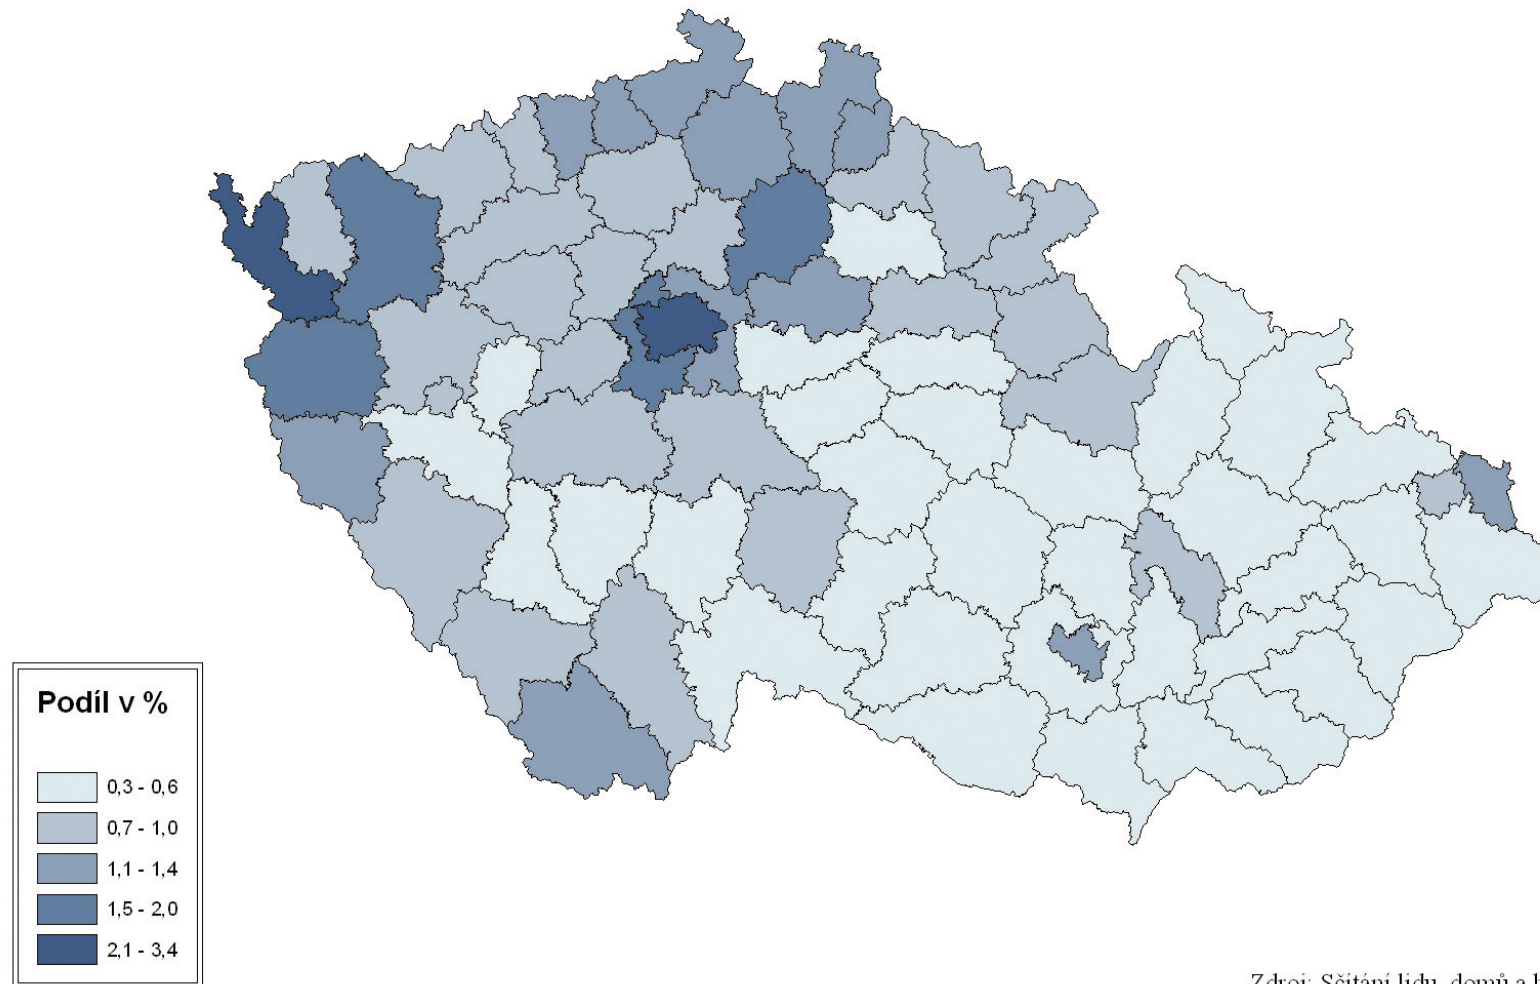 Podíl v %
0,3 - 0,6
0,7 - 1,0
1,1 - 1,4
1,5 - 2,0
2,1 - 3,4
Zdroj: Sčítání lidu, domů a